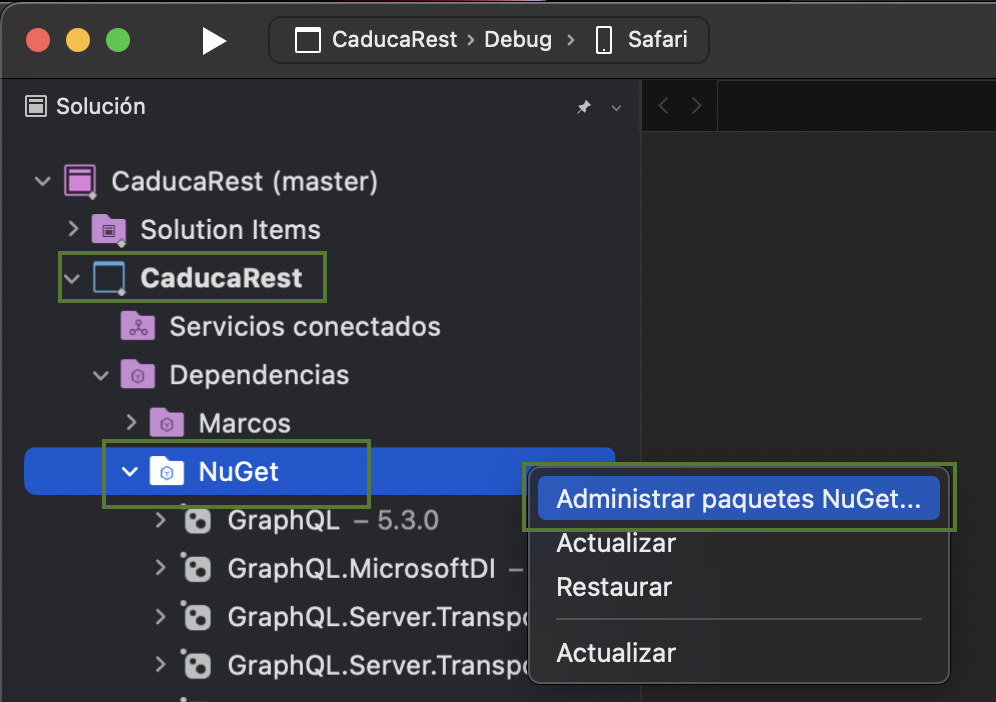 CaducaRest › Debug › Safari
Solución
CaducaRest (master)
Solution Items
CaducaRest
Servicios conectados
Dependencias
Marcos
NuGet
Administrar paquetes NuGet...
GraphQL – 5.3.0
Actualizar
GraphQL.MicrosoftDI –
Restaurar
GraphQL.Server.Transpo
GraphQL.Server.Transpo
Actualizar